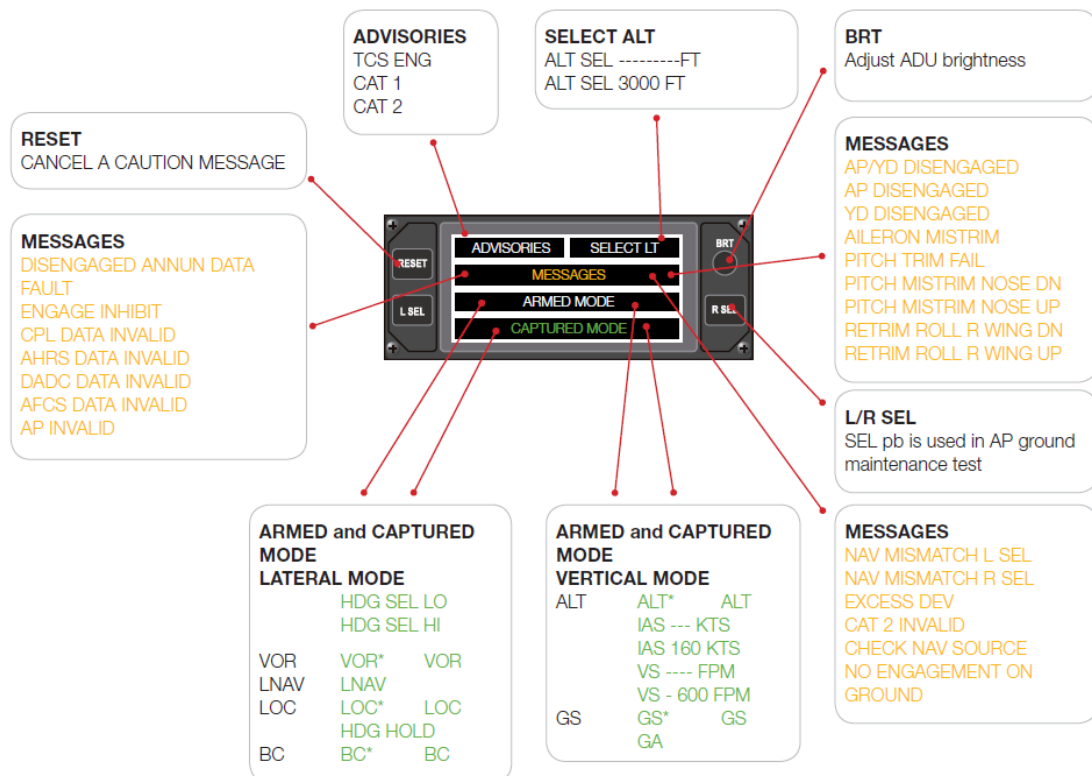 ADVISORIES
TCS ENG
CAT 1
CAT 2
SELECT ALT
ALT SEL ---------FT
ALT SEL 3000 FT
BRT
Adjust ADU brightness
RESET
CANCEL A CAUTION MESSAGE
MESSAGES
DISENGAGED ANNUN DATA
FAULT
ENGAGE INHIBIT
CPL DATA INVALID
AHRS DATA INVALID
DADC DATA INVALID
AFCS DATA INVALID
AP INVALID
RESET
L SEL
ADVISORIES
SELECT LT
MESSAGES
ARMED MODE
CAPTURED MODE
BRT
R SEL
MESSAGES
AP/YD DISENGAGED
AP DISENGAGED
YD DISENGAGED
AILERON MISTRIM
PITCH TRIM FAIL
PITCH MISTRIM NOSE DN
PITCH MISTRIM NOSE UP
RETRIM ROLL R WING DN
RETRIM ROLL R WING UP
L/R SEL
SEL pb is used in AP ground
maintenance test
ARMED and CAPTURED
MODE
LATERAL MODE
HDG SEL LO
HDG SEL HI
VOR VOR* VOR
LNAV LNAV
LOC LOC* LOC
HDG HOLD
BC BC* BC
ARMED and CAPTURED
MODE
VERTICAL MODE
ALT ALT* ALT
IAS --- KTS
IAS 160 KTS
VS ---- FPM
VS - 600 FPM
GS GS* GS
GA
MESSAGES
NAV MISMATCH L SEL
NAV MISMATCH R SEL
EXCESS DEV
CAT 2 INVALID
CHECK NAV SOURCE
NO ENGAGEMENT ON
GROUND